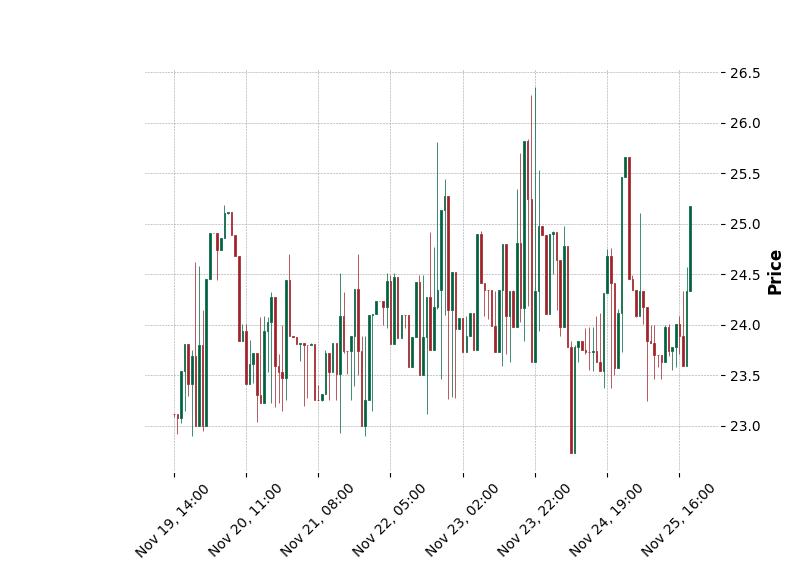 26.5
26.0
25.5
25.0
24.5
24.0
23.5
23.0
Price
Nov 19, 14:00
Nov 20, 11:00
Nov 21, 08:00
Nov 22, 05:00
Nov 23, 02:00
Nov 23, 22:00
Nov 24, 19:00
Nov 25, 16:00